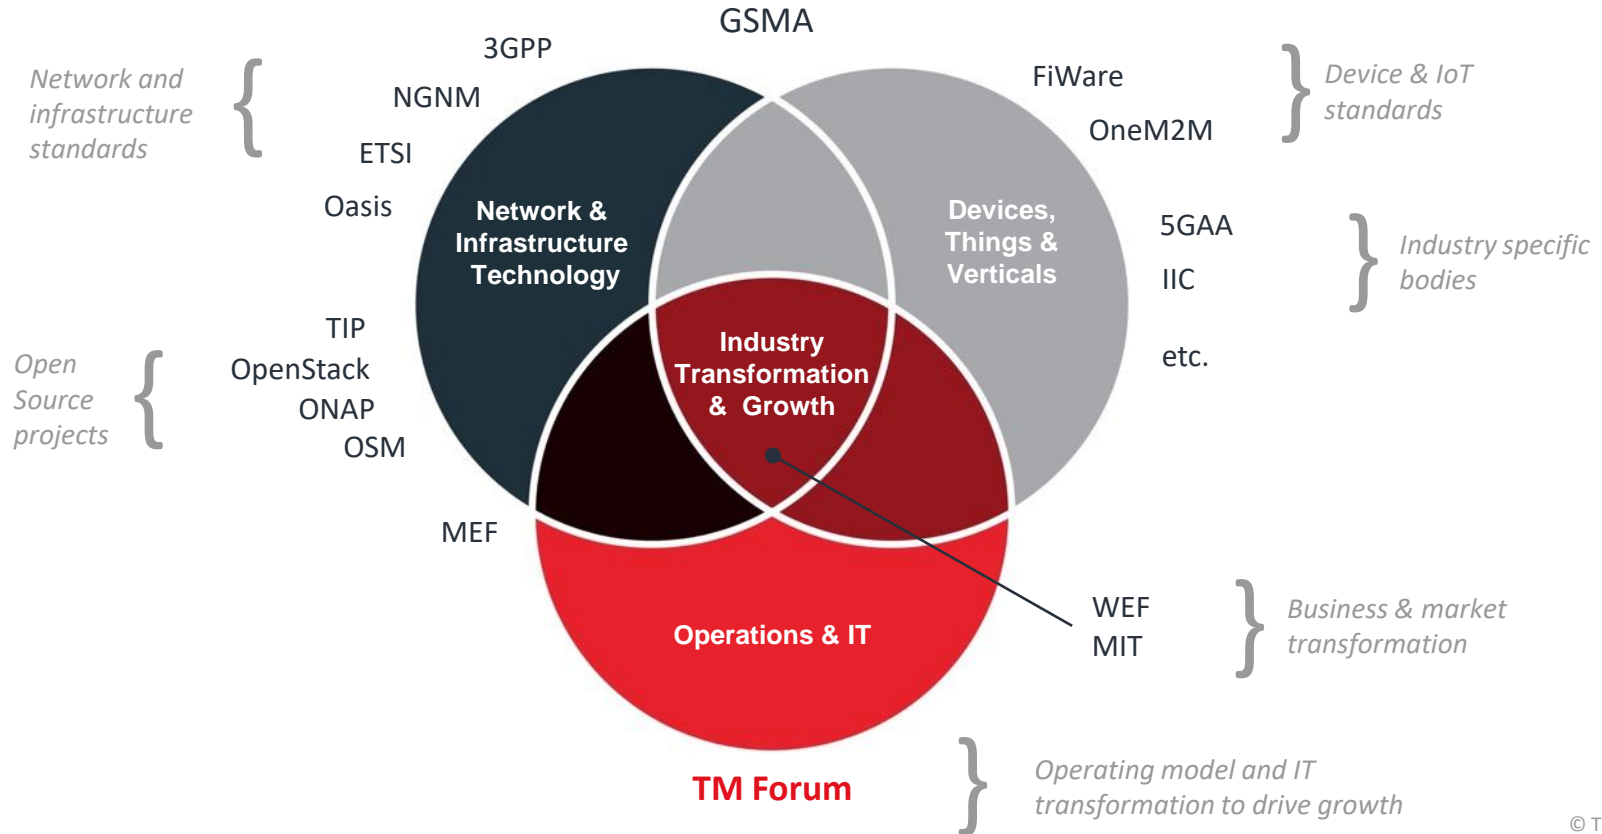 GSMA
3GPP
NGNM
ETSI
Oasis
Network and
infrastructure
standards
FiWare
OneM2M
Device & IoT
standards
Network &
Infrastructure
Technology
Devices,
Things &
Verticals
5GAA
IIC
etc.
Industry specific
bodies
TIP
OpenStack
ONAP
OSM
Open
Source
projects
Industry
Transformation
& Growth
MEF
Operations & IT
WEF
MIT
Business & market
transformation
TM Forum
Operating model and IT
transformation to drive growth
© T